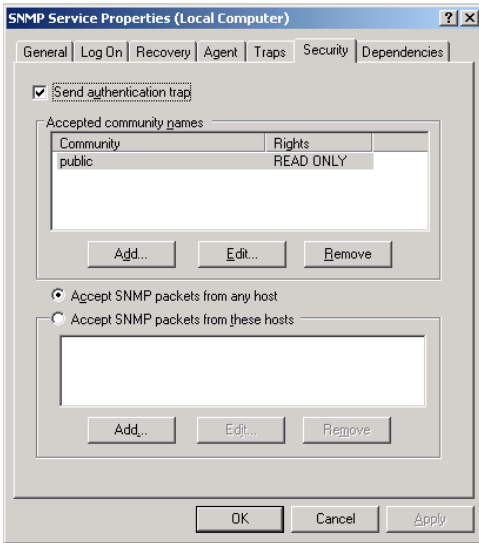 SNMP Service Properties (Local Computer)
General Log On Recovery Agent Traps Security Dependencies
Send authentication trap
Accepted community names
Community Rights
public READ ONLY
Add... Edit... Remove
Accept SNMP packets from any host
Accept SNMP packets from these hosts
Add... Edit... Remove
OK Cancel Apply